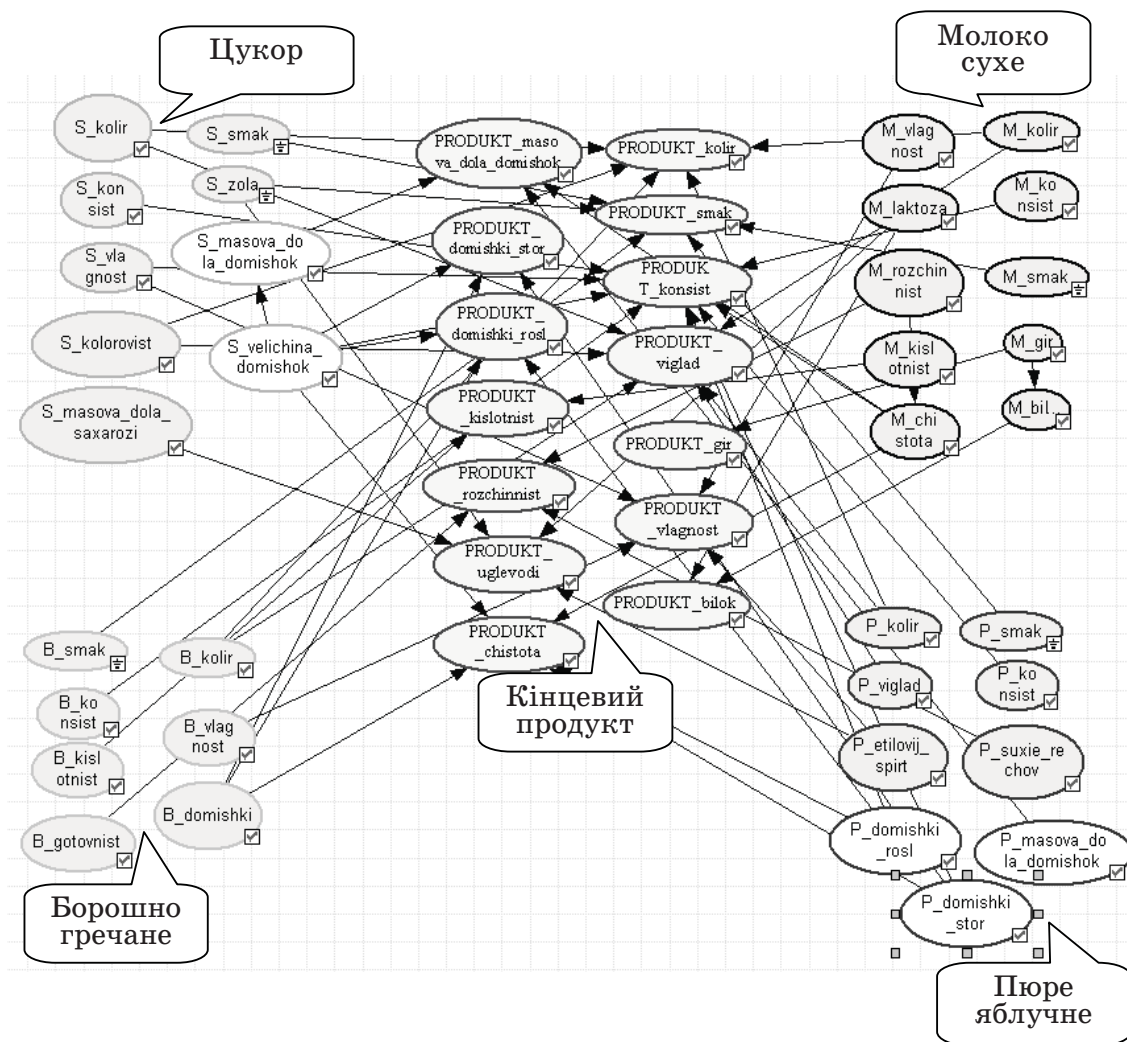 Цукор
Молоко
сухе
S_kolir
S_smak
S_zola
S_kon
sist
S_masova_do
la_domishok
S_vla
gnost
S_kolorovist
S_velichina_
domishok
S_masova_dola_
saxarozi
PRODUKT_maso
va_dola_domishok
PRODUKT_
domishki_stor
PRODUKT_
domishki_rosl
PRODUKT
_kislotnist
PRODUKT
_rozchinnist
PRODUKT_
uglevodi
PRODUKT
_chistota
PRODUKT_kolir
PRODUKT_smak
PRODUK
T_konsist
PRODUKT_
viglad
PRODUKT_gir
PRODUKT
_vlagnost
PRODUKT_bilok
M_vlag
nost
M_kolir
M_laktoza
M_ko
nsist
M_rozchin
nist
M_smak
M_kisl
otnist
M_gir
M_chi
stota
M_bil..
B_smak
B_kolir
B_ko
nsist
B_vlag
nost
B_kisl
otnist
B_domishki
B_gotovnist
Борошно
гречане
Кінцевий
продукт
P_kolir
P_smak
P_viglad
P_ko
nsist
P_etilovij_
spirt
P_suxie_re
chov
P_domishki
_rosl
P_masova_do
la_domishok
P_domishki
_stor
Пюре
яблучне